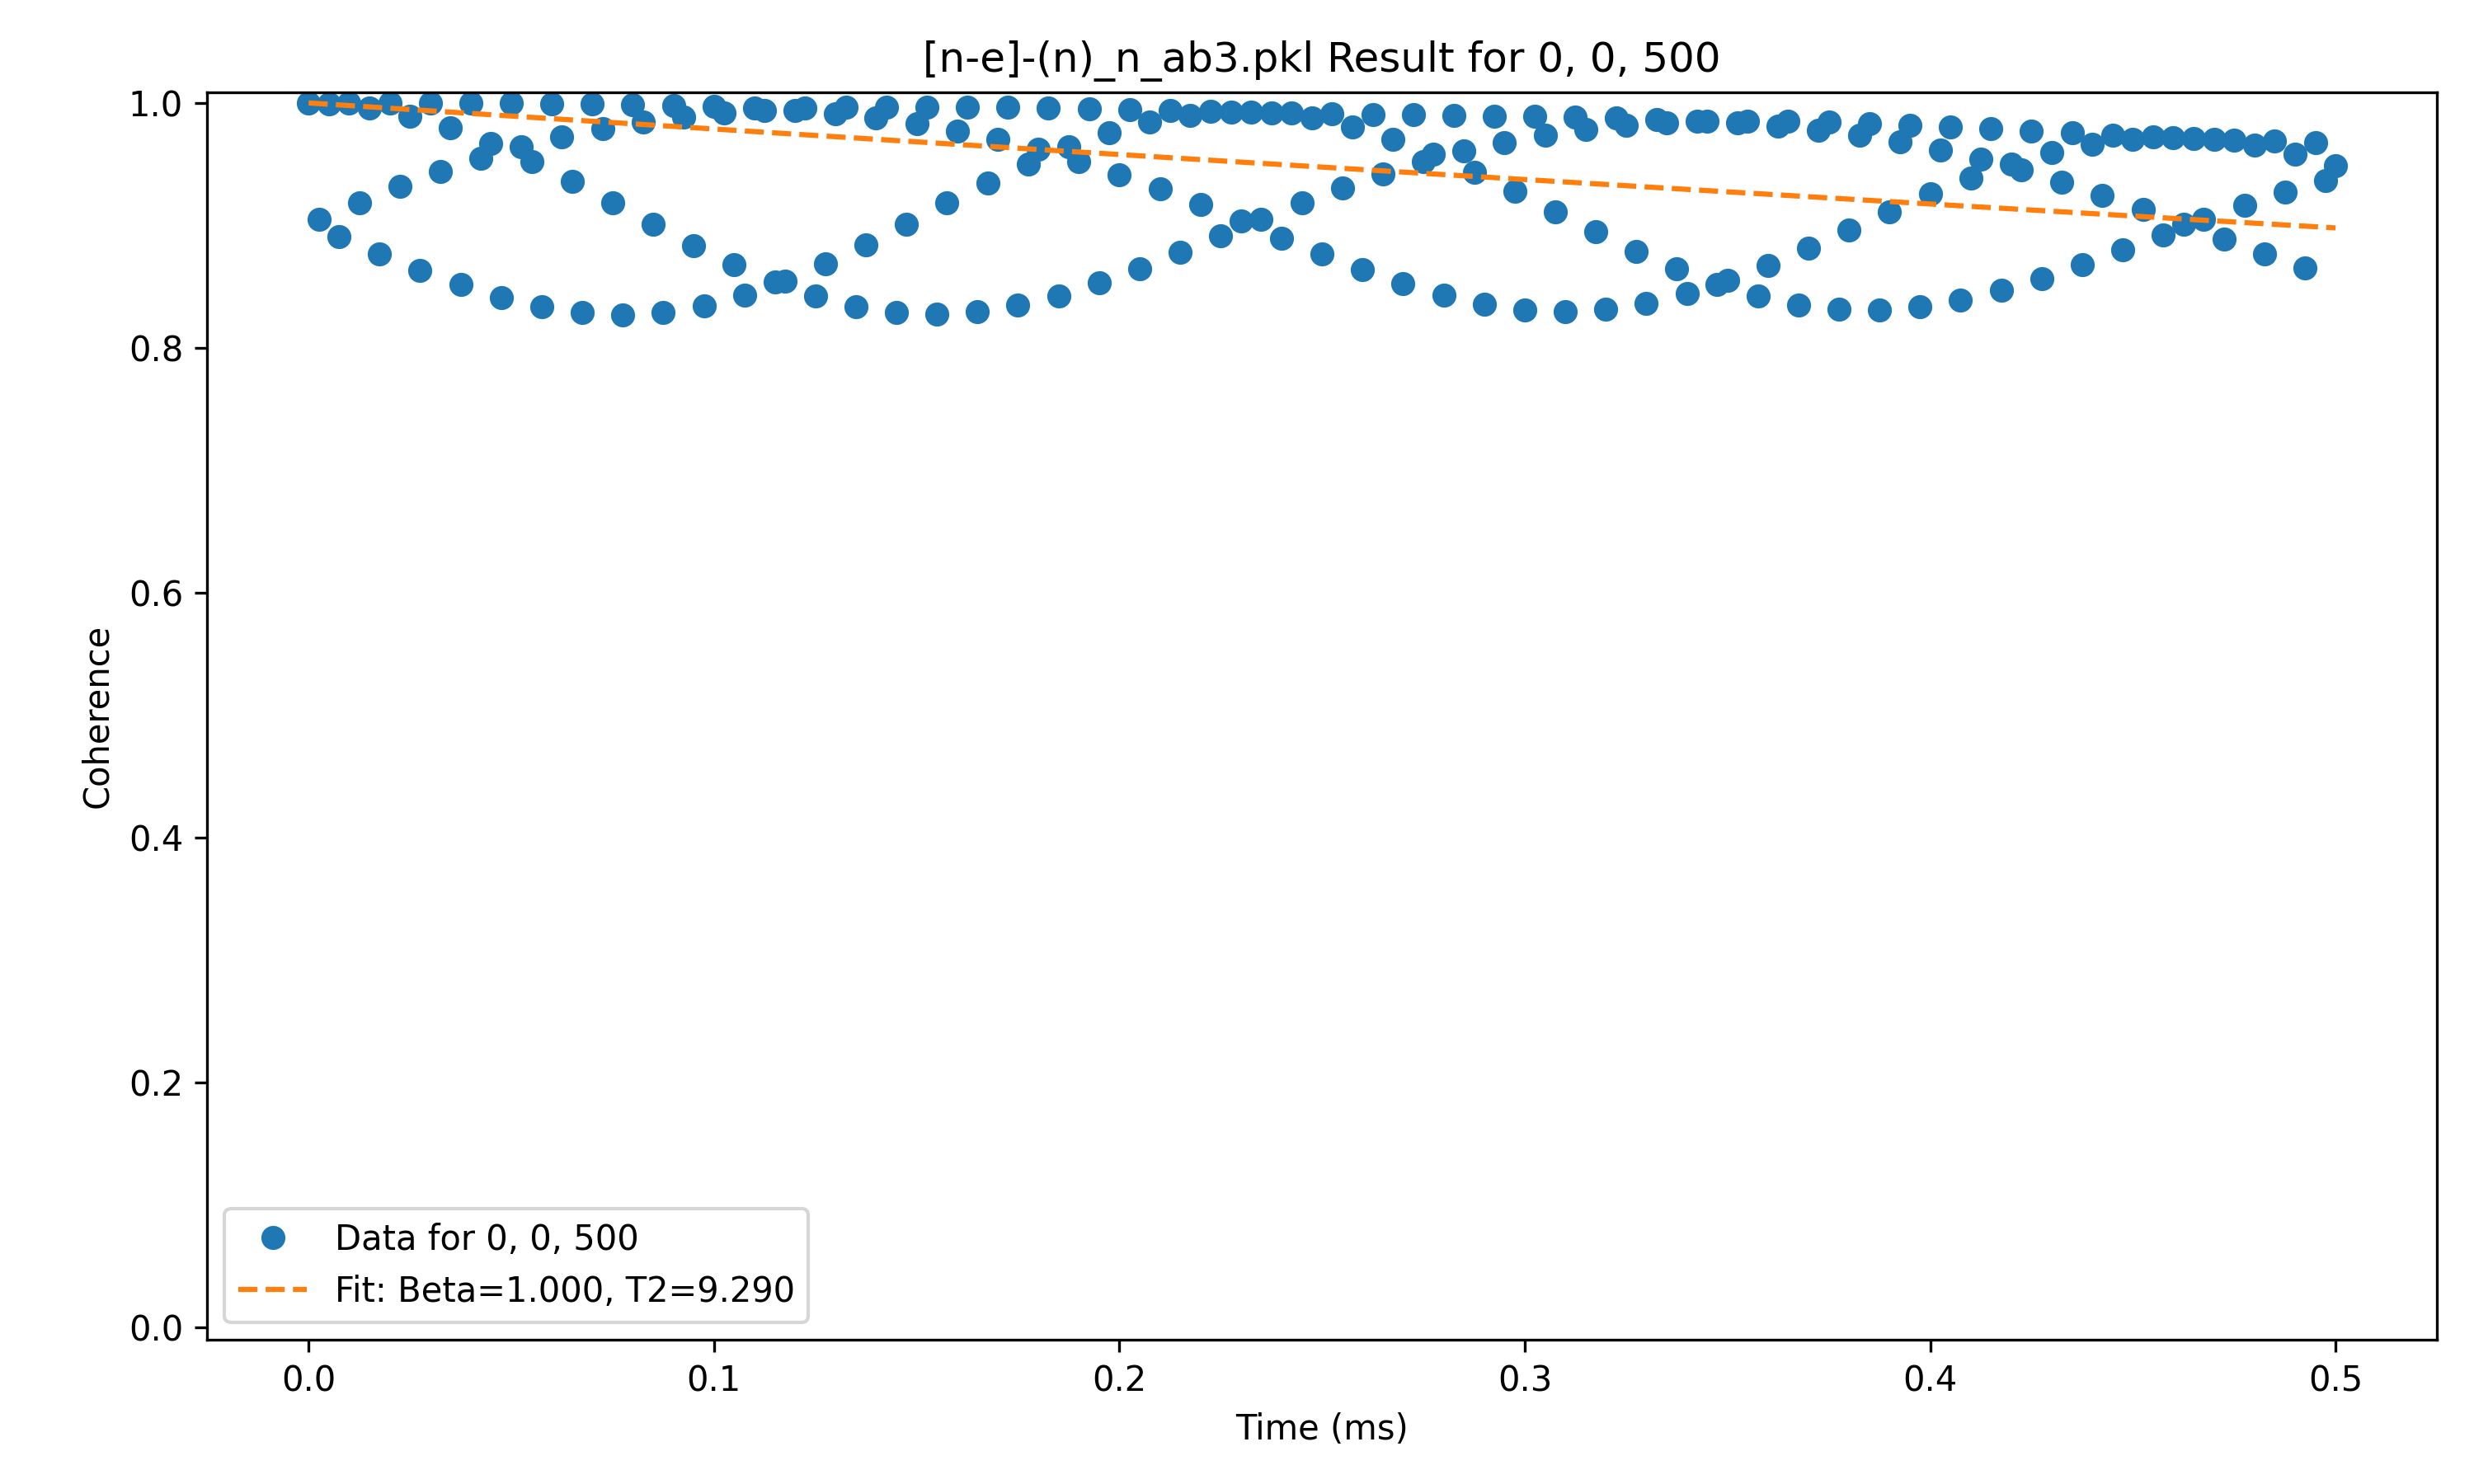 [n-e]-(n)_n_ab3.pkl Result for 0, 0, 500
1.0
0.8
0.6
0.4
0.2
0.0
Coherence
Data for 0, 0, 500
Fit: Beta=1.000, T2=9.290
0.0 0.1 0.2 0.3 0.4 0.5
Time (ms)